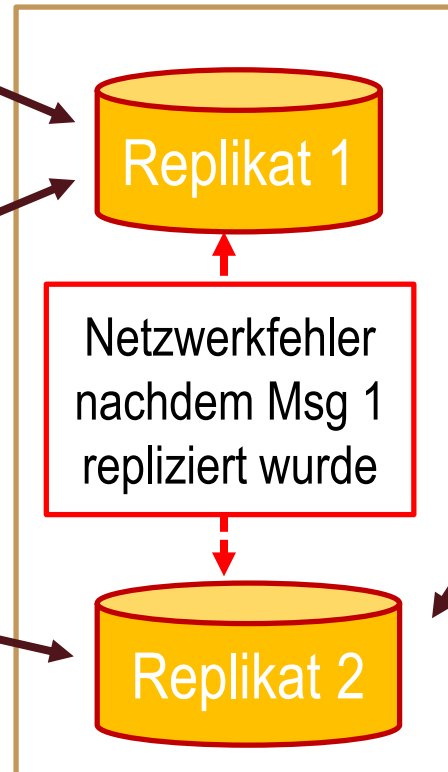 Replikat 1
Netzwerkfehler
nachdem Msg 1
repliziert wurde
Replikat 2